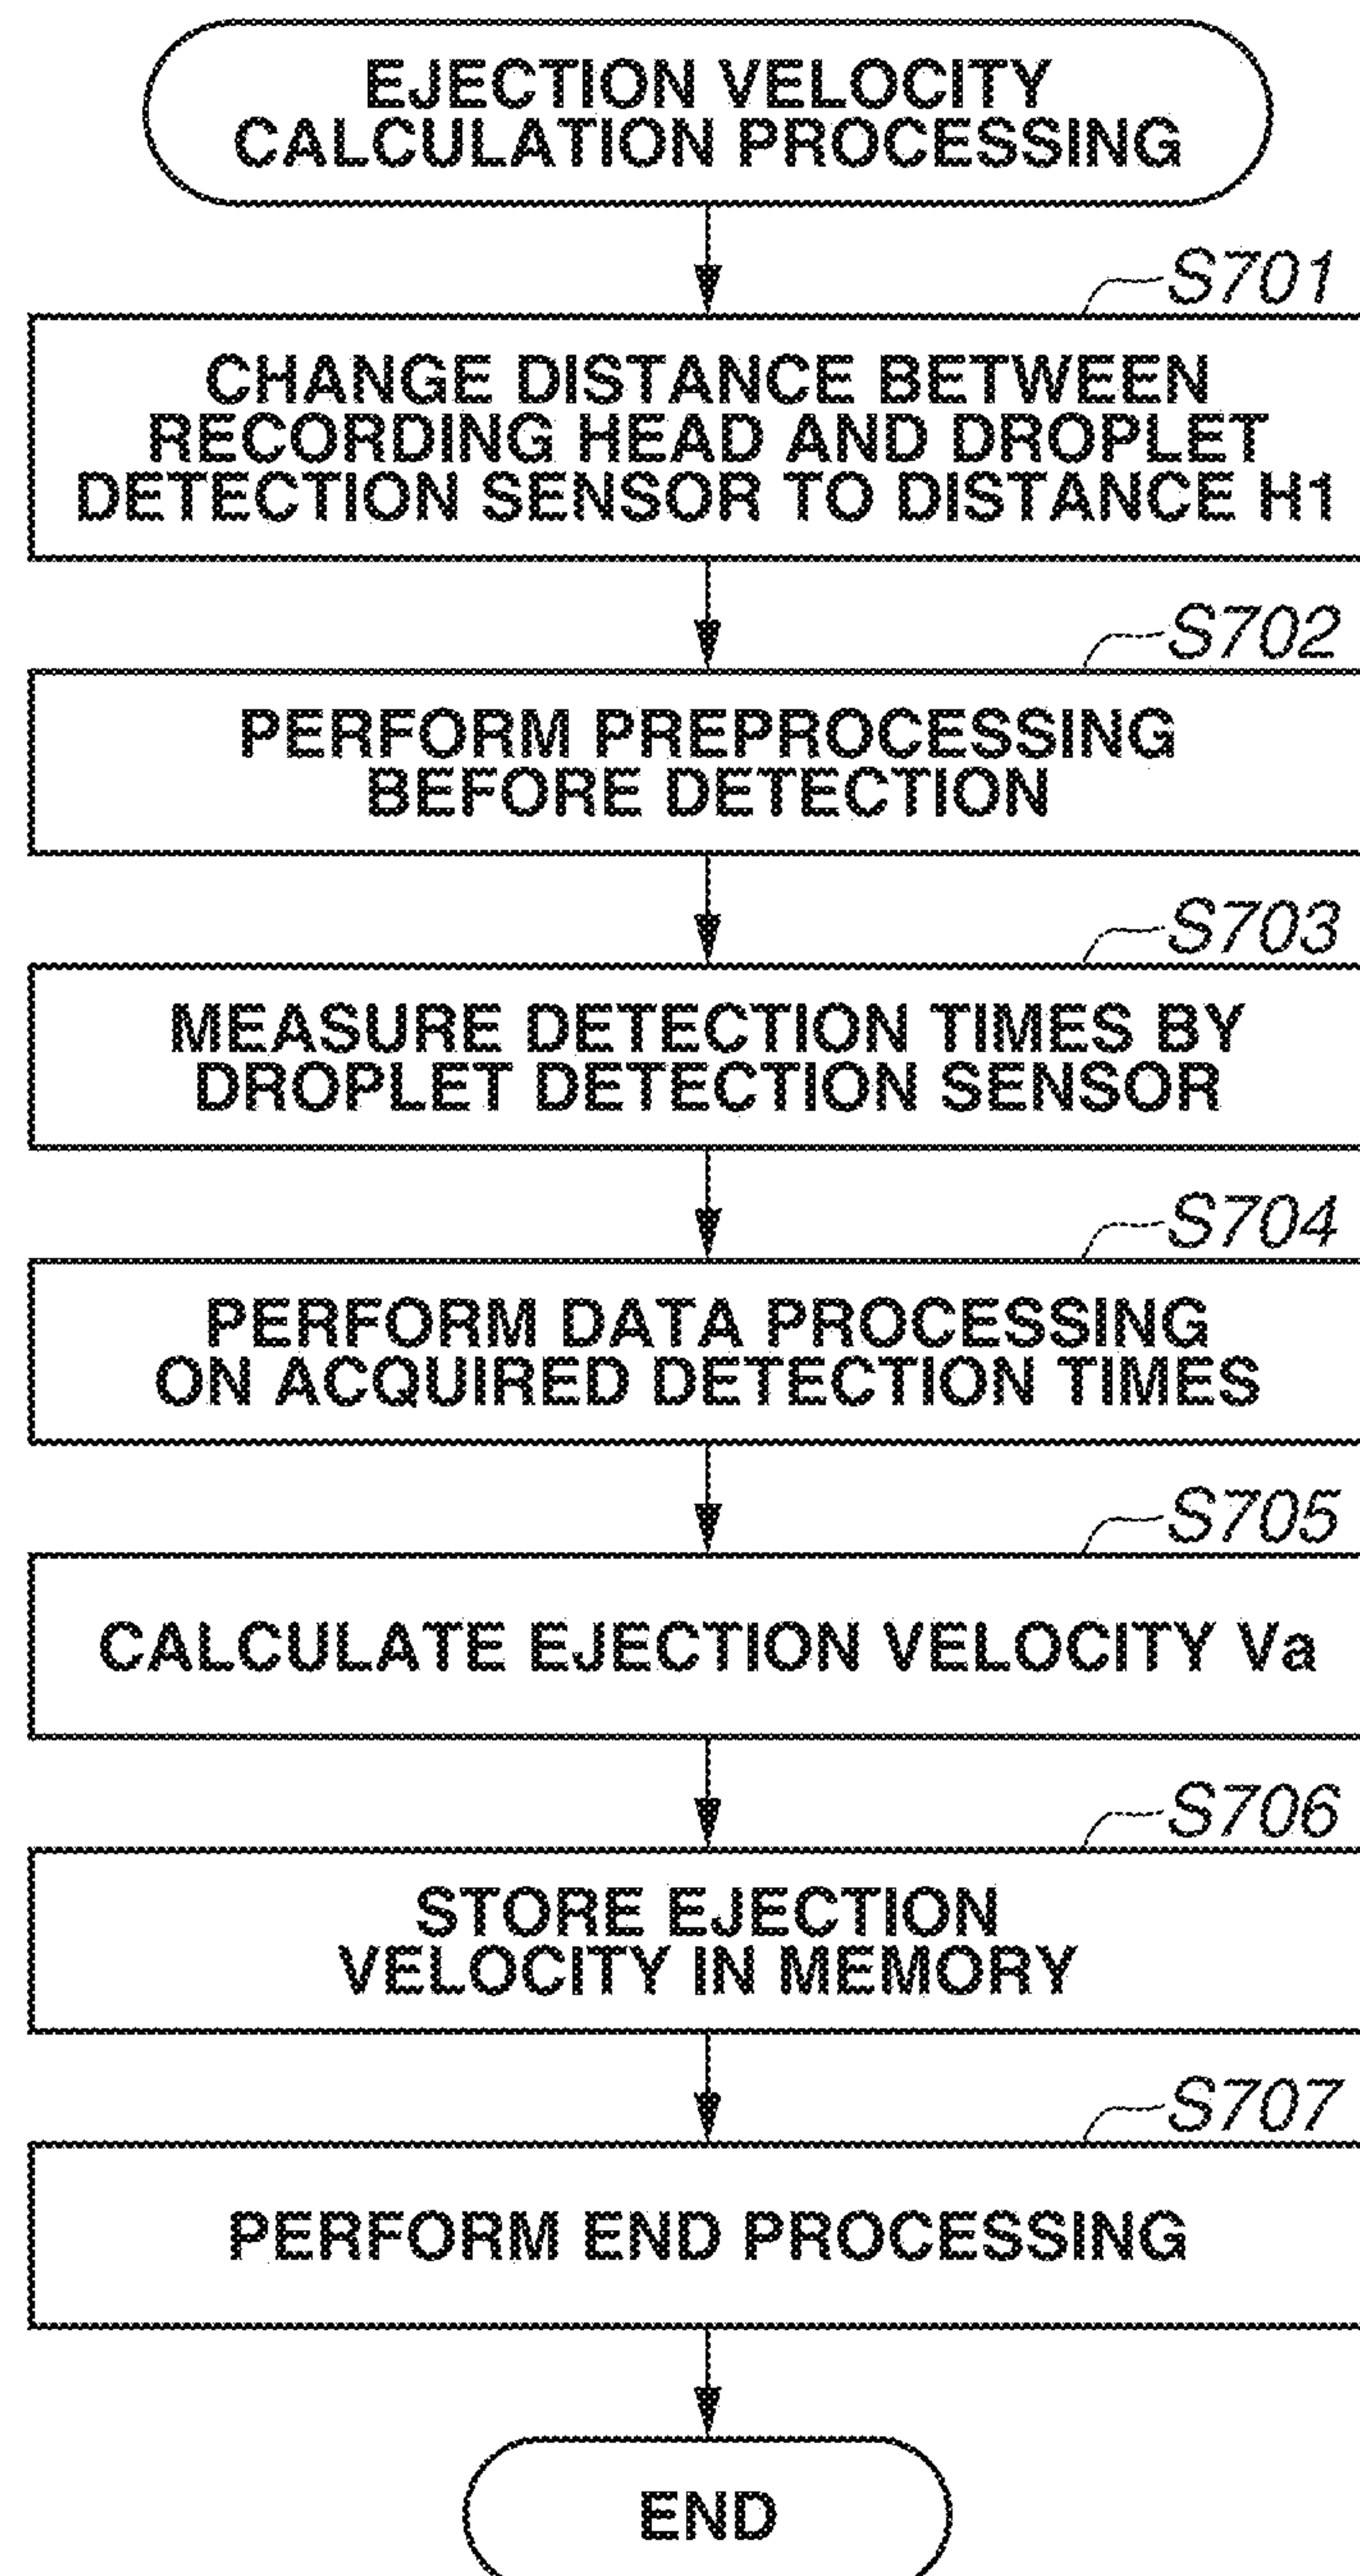 EJECTION VELOCITY
CALCULATION PROCESSING
S701
CHANGE DISTANCE BETWEEN
RECORDING HEAD AND DROPLET
DETECTION SENSOR TO DISTANCE H1
S702
PERFORM PREPROCESSING
BEFORE DETECTION
S703
MEASURE DETECTION TIMES BY
DROPLET DETECTION SENSOR
S704
PERFORM DATA PROCESSING
ON ACQUIRED DETECTION TIMES
S705
CALCULATE EJECTION VELOCITY Va
S706
STORE EJECTION
VELOCITY IN MEMORY
S707
PERFORM END PROCESSING
END